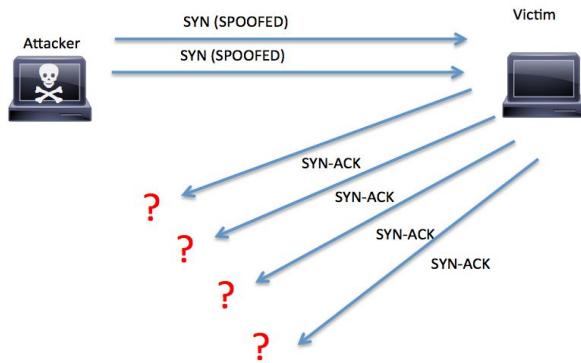 SYN (SPOOFED)
Victim
Attacker
SYN (SPOOFED)
SYN-ACK
?
SYN-ACK
?
SYN-ACK
?
SYN-ACK
?